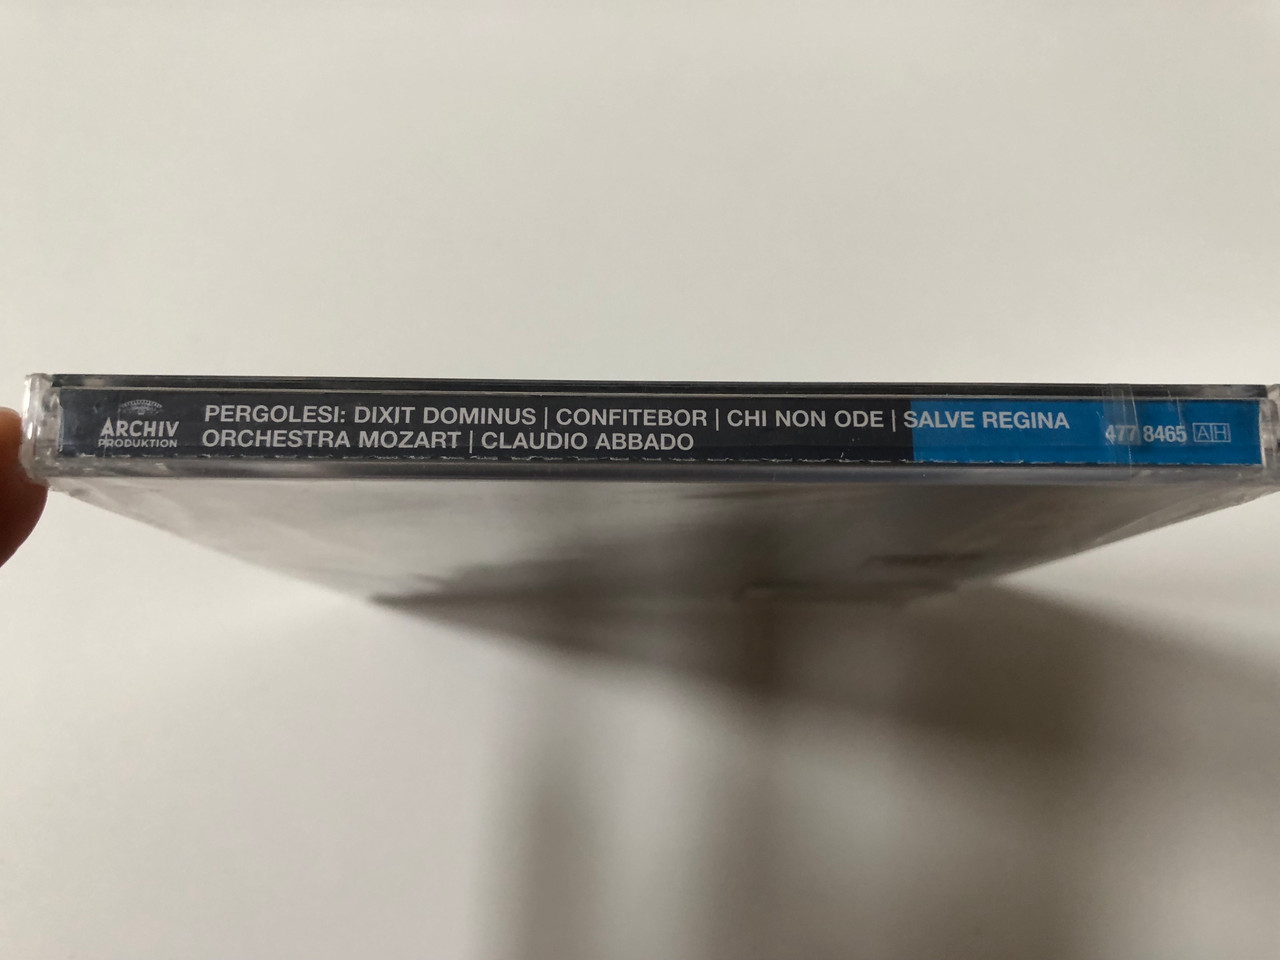 ARCHIV
PRODUKTION
PERGOLESI: DIXIT DOMINUS | CONFITEBOR | CHI NON ODE | SALVE REGINA
ORCHESTRA MOZART | CLAUDIO ABBADO
477 8465 AH